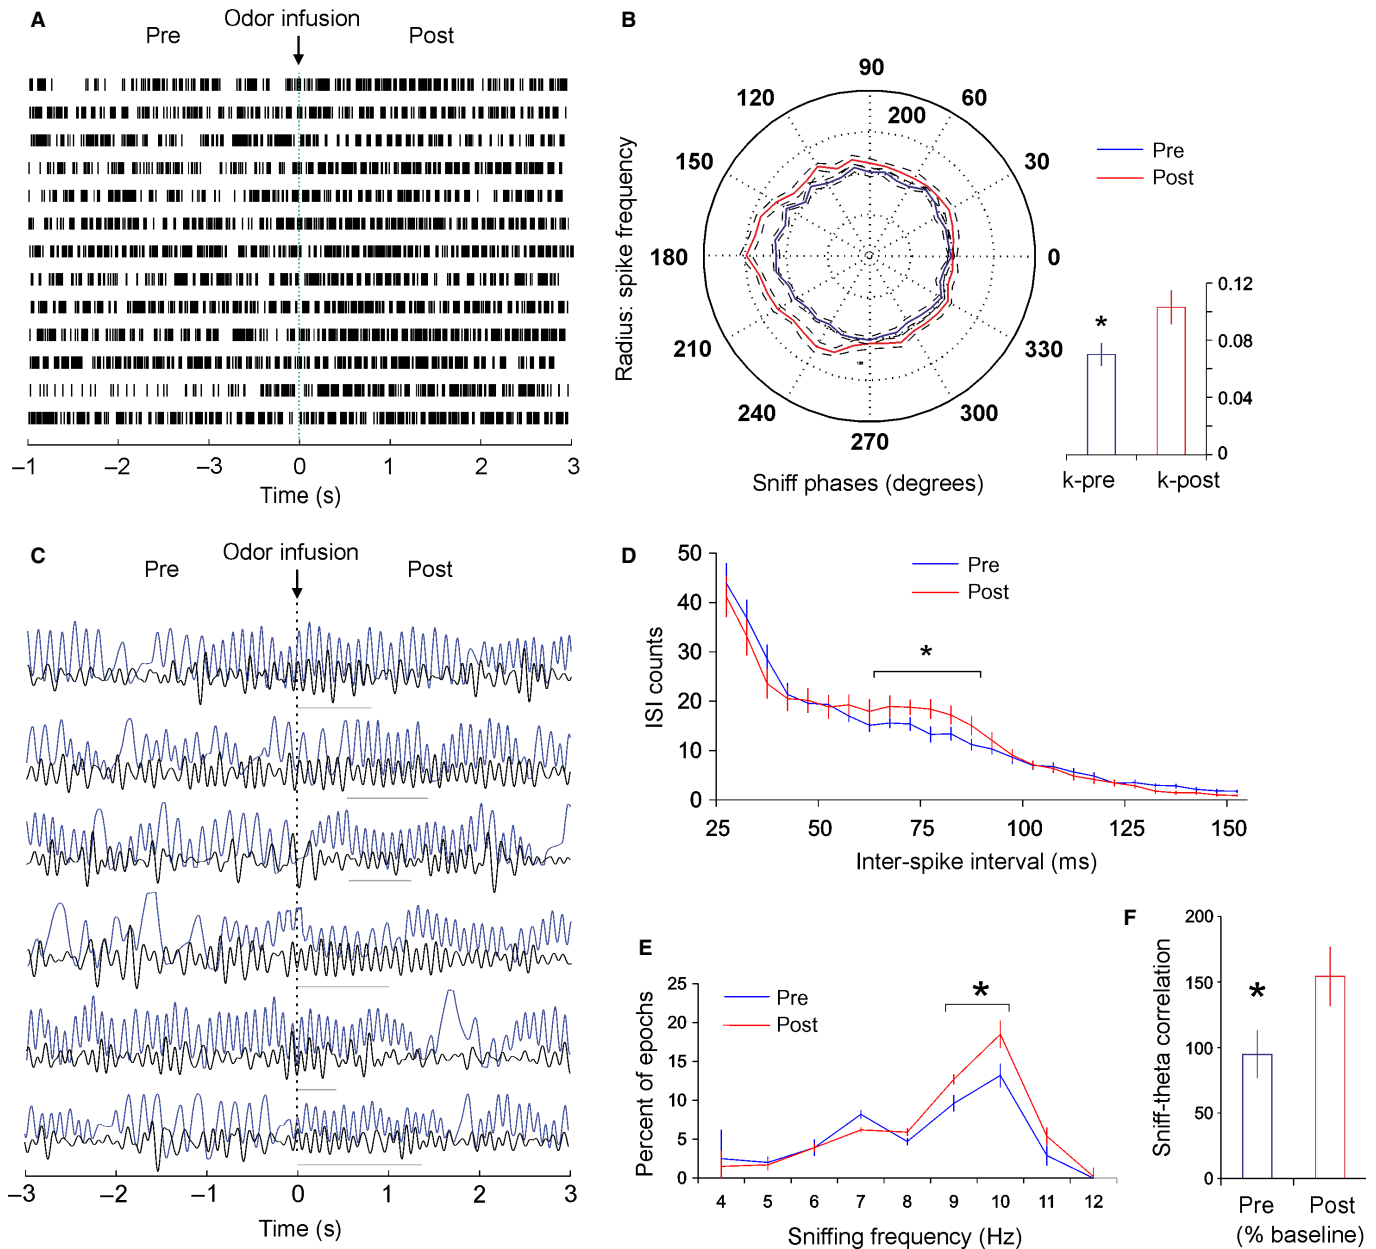 A
Odor infusion
Pre
Post
–1
–2
–3
0
1
2
3
Time (s)
B
90
120
60
200
150
30
180
0
210
330
240
300
270
Radius: spike frequency
Sniff phases (degrees)
Pre
Post
*
0.12
0.08
0.04
0
k-pre
k-post
C
Odor infusion
Pre
Post
–3
–2
–1
0
1
2
3
Time (s)
D
50
40
30
20
10
0
ISI counts
Pre
Post
*
25
50
75
100
125
150
Inter-spike interval (ms)
E
25
20
15
10
5
0
Percent of epochs
Pre
Post
*
4
5
6
7
8
9
10
11
12
Sniffing frequency (Hz)
F
200
150
100
50
0
Sniff-theta correlation
*
Pre
Post
(% baseline)